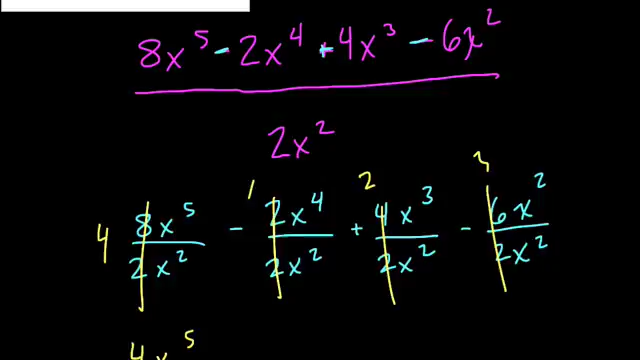 8x⁵ - 2x⁴ + 4x³ - 6x²
2x²
1 2 3
4 8x⁵ - 2x⁴ + 4x³ - 6x²
2x² 2x² 2x² 2x²
4x⁵